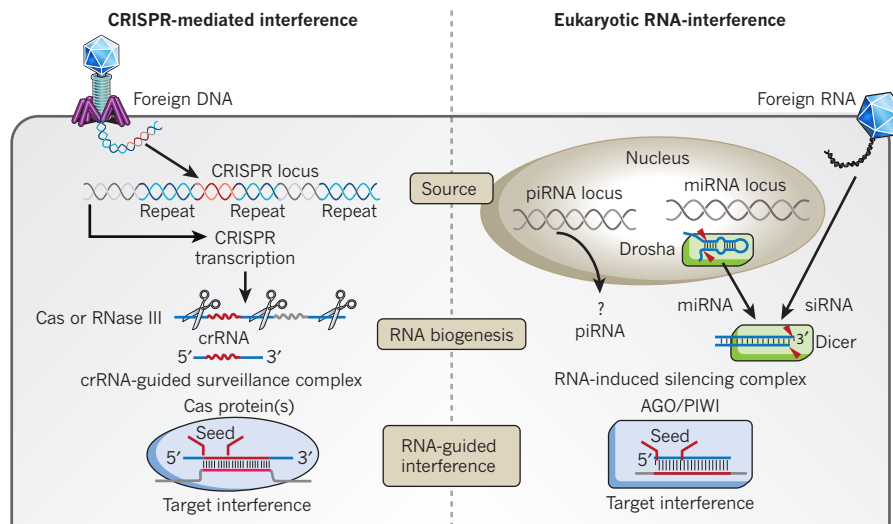 CRISPR-mediated interference
Eukaryotic RNA-interference
Foreign DNA
CRISPR locus
Repeat
Repeat
Repeat
CRISPR
transcription
Cas or RNase III
crRNA
5′
3′
crRNA-guided surveillance complex
Cas protein(s)
Seed
5′
3′
Target interference
Source
RNA biogenesis
RNA-guided
interference
Foreign RNA
Nucleus
piRNA locus
miRNA locus
Drosha
miRNA
siRNA
?
piRNA
3′
Dicer
RNA-induced silencing complex
AGO/PIWI
Seed
5′
Target interference